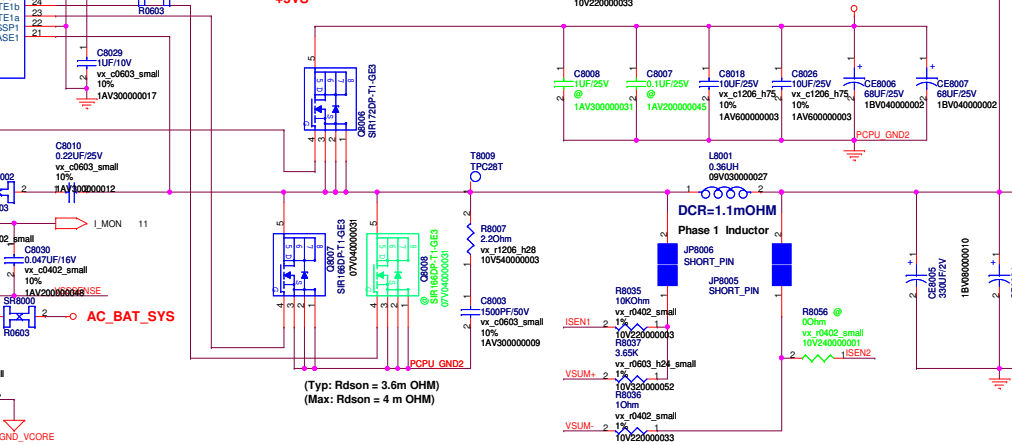 +5VS
R0603
10V220000033
TE1b 24
TE1a 23
SSP1 22
ASE1 21
C8029
1UF/10V
vx_c0603_small
10%
1AV300000017
Q8006
SIR172DP-T1-GE3
C8008
1UF/25V
@
1AV300000031
C8007
0.1UF/25V
@
1AV200000045
C8018
10UF/25V
vx_c1206_h75
10%
1AV600000003
C8026
10UF/25V
vx_c1206_h75
10%
1AV600000003
CE8006
68UF/25V
1BV040000002
CE8007
68UF/25V
1BV040000002
PCPU_GND2
C8010
0.22UF/25V
vx_c0603_small
10%
1AV300000012
T8009
TPC28T
L8001
0.36UH
09V030000027
DCR=1.1mOHM
Phase 1 Inductor
I_MON 11
C8030
0.047UF/16V
vx_c0402_small
10%
1AV200000048
SR8000
R0603
AC_BAT_SYS
Q8007
SIR166DP-T1-GE3
07V040000031
Q8008
SIR166DP-T1-GE3
07V040000031
@
R8007
2.2Ohm
vx_r1206_h28
10V540000003
C8003
1500PF/50V
vx_c0603_small
10%
1AV300000009
PCPU_GND2
(Typ: Rdson = 3.6m OHM)
(Max: Rdson = 4 m OHM)
JP8006
SHORT_PIN
JP8005
SHORT_PIN
R8035
10KOhm
vx_r0402_small
1%
10V220000003
ISEN1
R8037
3.65K
vx_r0603_h24_small
1%
10V320000052
VSUM+
R8036
1Ohm
vx_r0402_small
1%
10V220000033
VSUM-
R8056 @
0Ohm
vx_r0402_small
10V240000001
ISEN2
CE8005
330UF/2V
1BV080000010
GND_VCORE